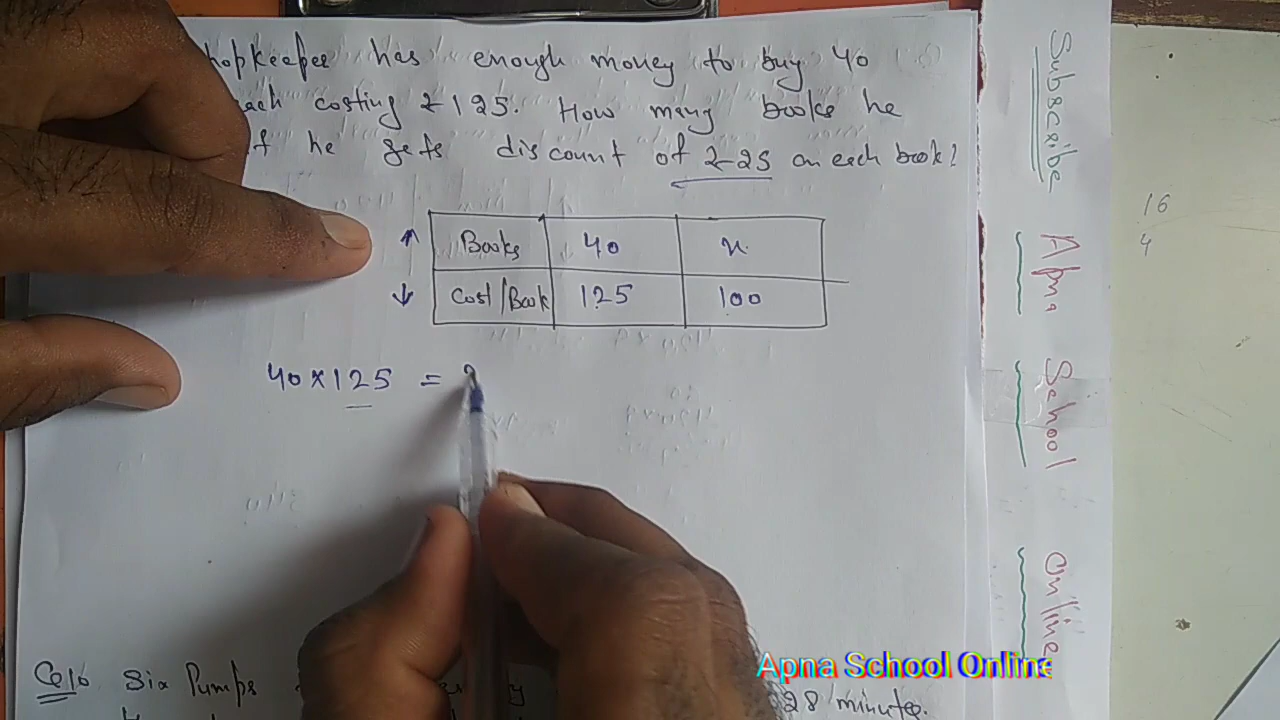 hopkeeper has enough money to buy 40
ach costing ₹125. How many books he
if he gets discount of ₹25 on each book?
Books 40 x
Cost/Book 125 100
40×125 =
Q16 Six Pumps
28 minutes.
Subscribe Apna School Online
16
4
Apna School Online